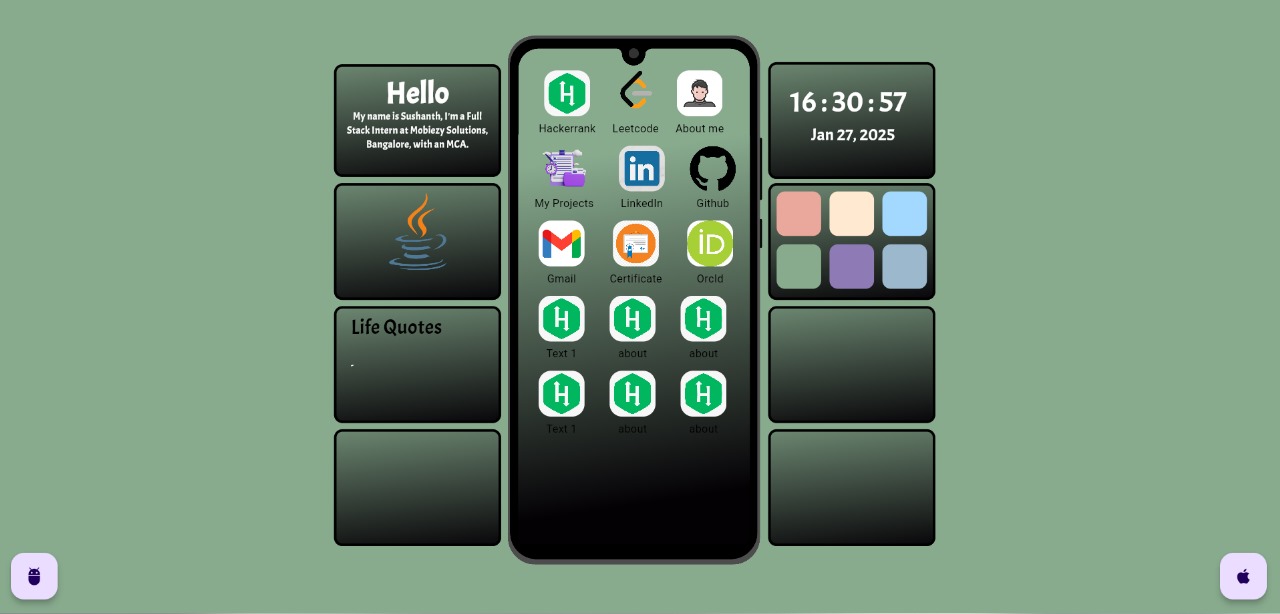 Hello
My name is Sushanth, I'm a Full
Stack Intern at Mobiezy Solutions,
Bangalore, with an MCA.
Life Quotes
-
Hackerrank Leetcode About me
My Projects LinkedIn Github
Gmail Certificate OrcId
Text 1 about about
Text 1 about about
16 : 30 : 57
Jan 27, 2025